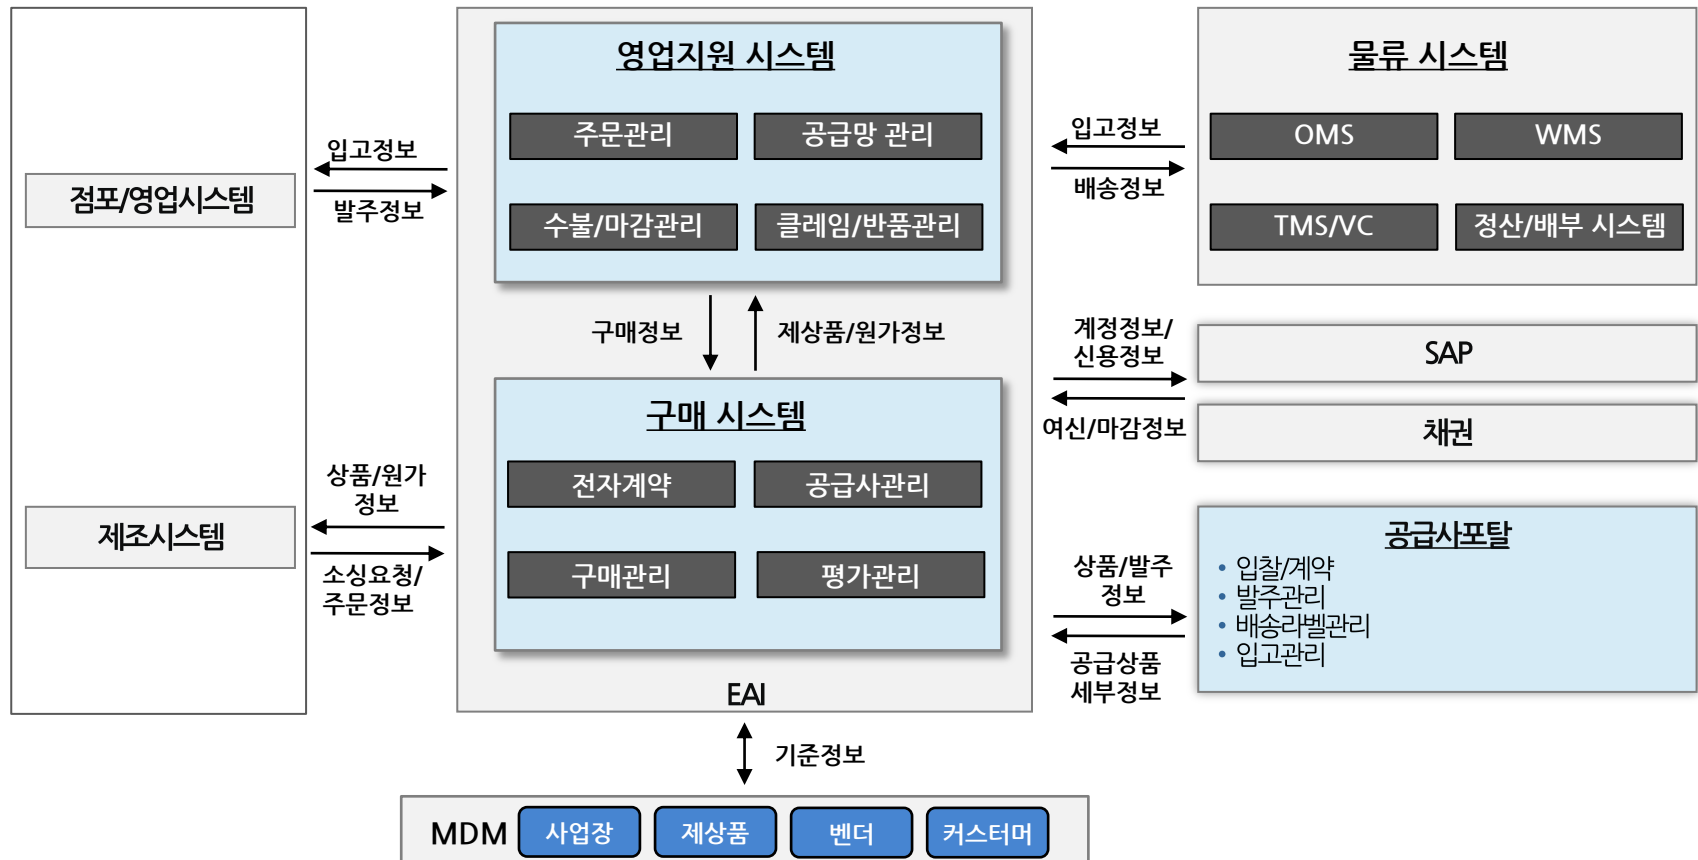 점포/영업시스템
제조시스템
입고정보
발주정보
상품/원가
정보
소싱요청/
주문정보
영업지원 시스템
주문관리
공급망 관리
수불/마감관리
클레임/반품관리
구매정보
제상품/원가정보
구매 시스템
전자계약
공급사관리
구매관리
평가관리
EAI
입고정보
배송정보
계정정보/
신용정보
여신/마감정보
상품/발주
정보
공급상품
세부정보
물류 시스템
OMS
WMS
TMS/VC
정산/배부 시스템
SAP
채권
공급사포탈
• 입찰/계약
• 발주관리
• 배송라벨관리
• 입고관리
기준정보
MDM
사업장
제상품
벤더
커스터머